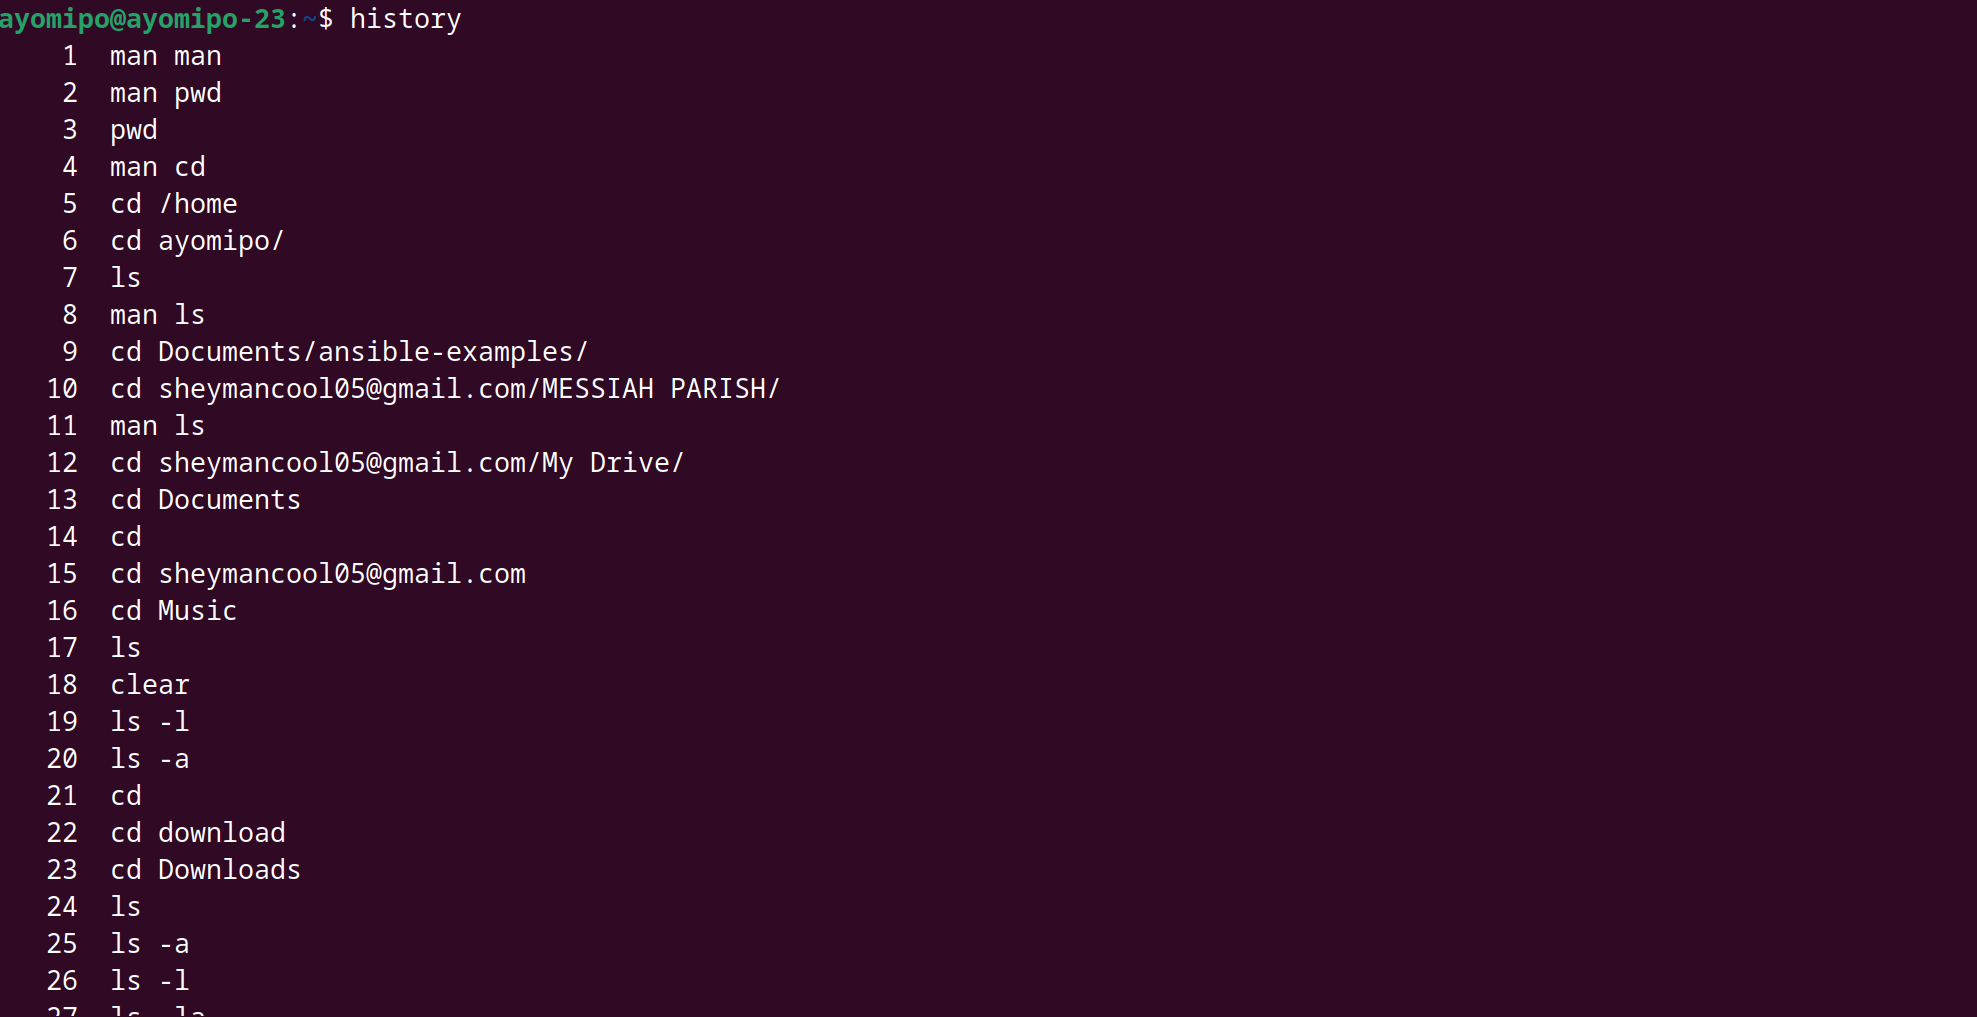 ayomipo@ayomipo-23:~$ history
1 man man
2 man pwd
3 pwd
4 man cd
5 cd /home
6 cd ayomipo/
7 ls
8 man ls
9 cd Documents/ansible-examples/
10 cd sheymancool05@gmail.com/MESSIAH PARISH/
11 man ls
12 cd sheymancool05@gmail.com/My Drive/
13 cd Documents
14 cd
15 cd sheymancool05@gmail.com
16 cd Music
17 ls
18 clear
19 ls -l
20 ls -a
21 cd
22 cd download
23 cd Downloads
24 ls
25 ls -a
26 ls -l
27 ls -la